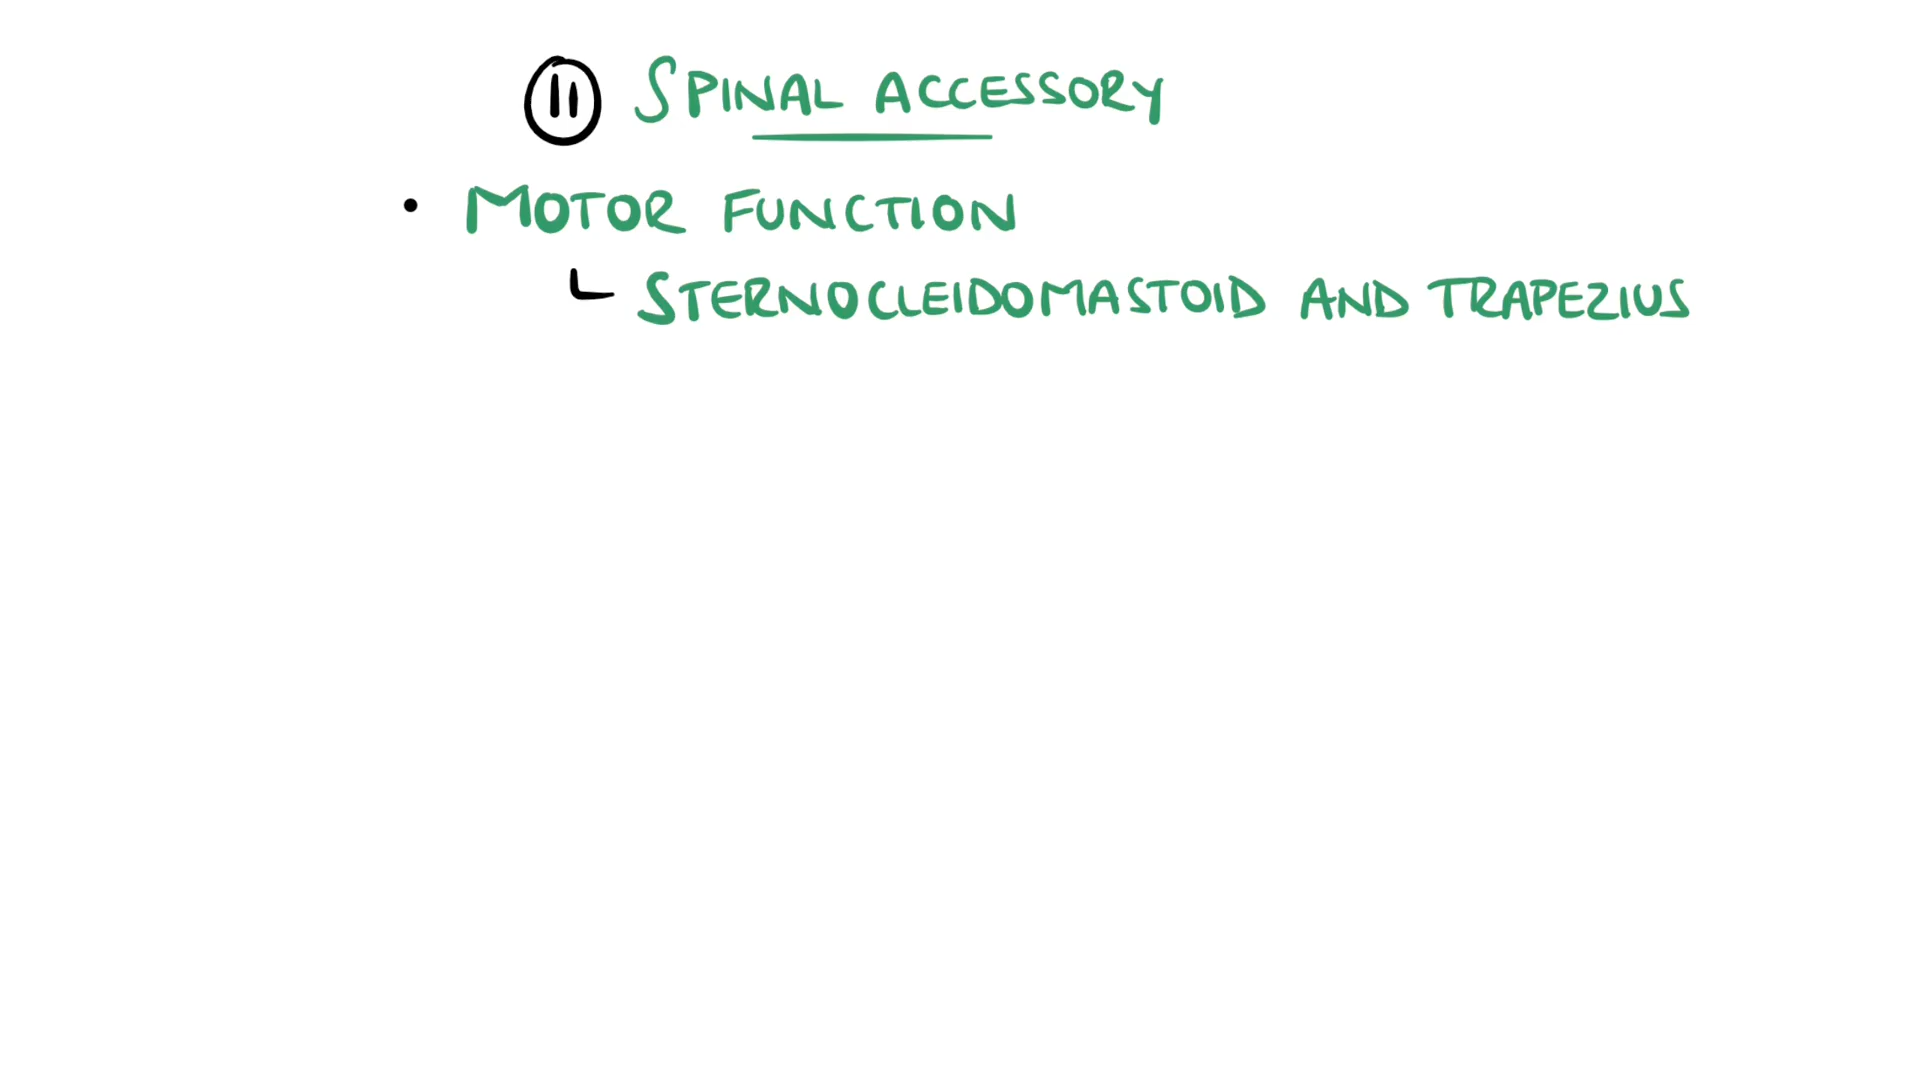 11 SPINAL ACCESSORY
• MOTOR FUNCTION
STERNOCLEIDOMASTOID AND TRAPEZIUS